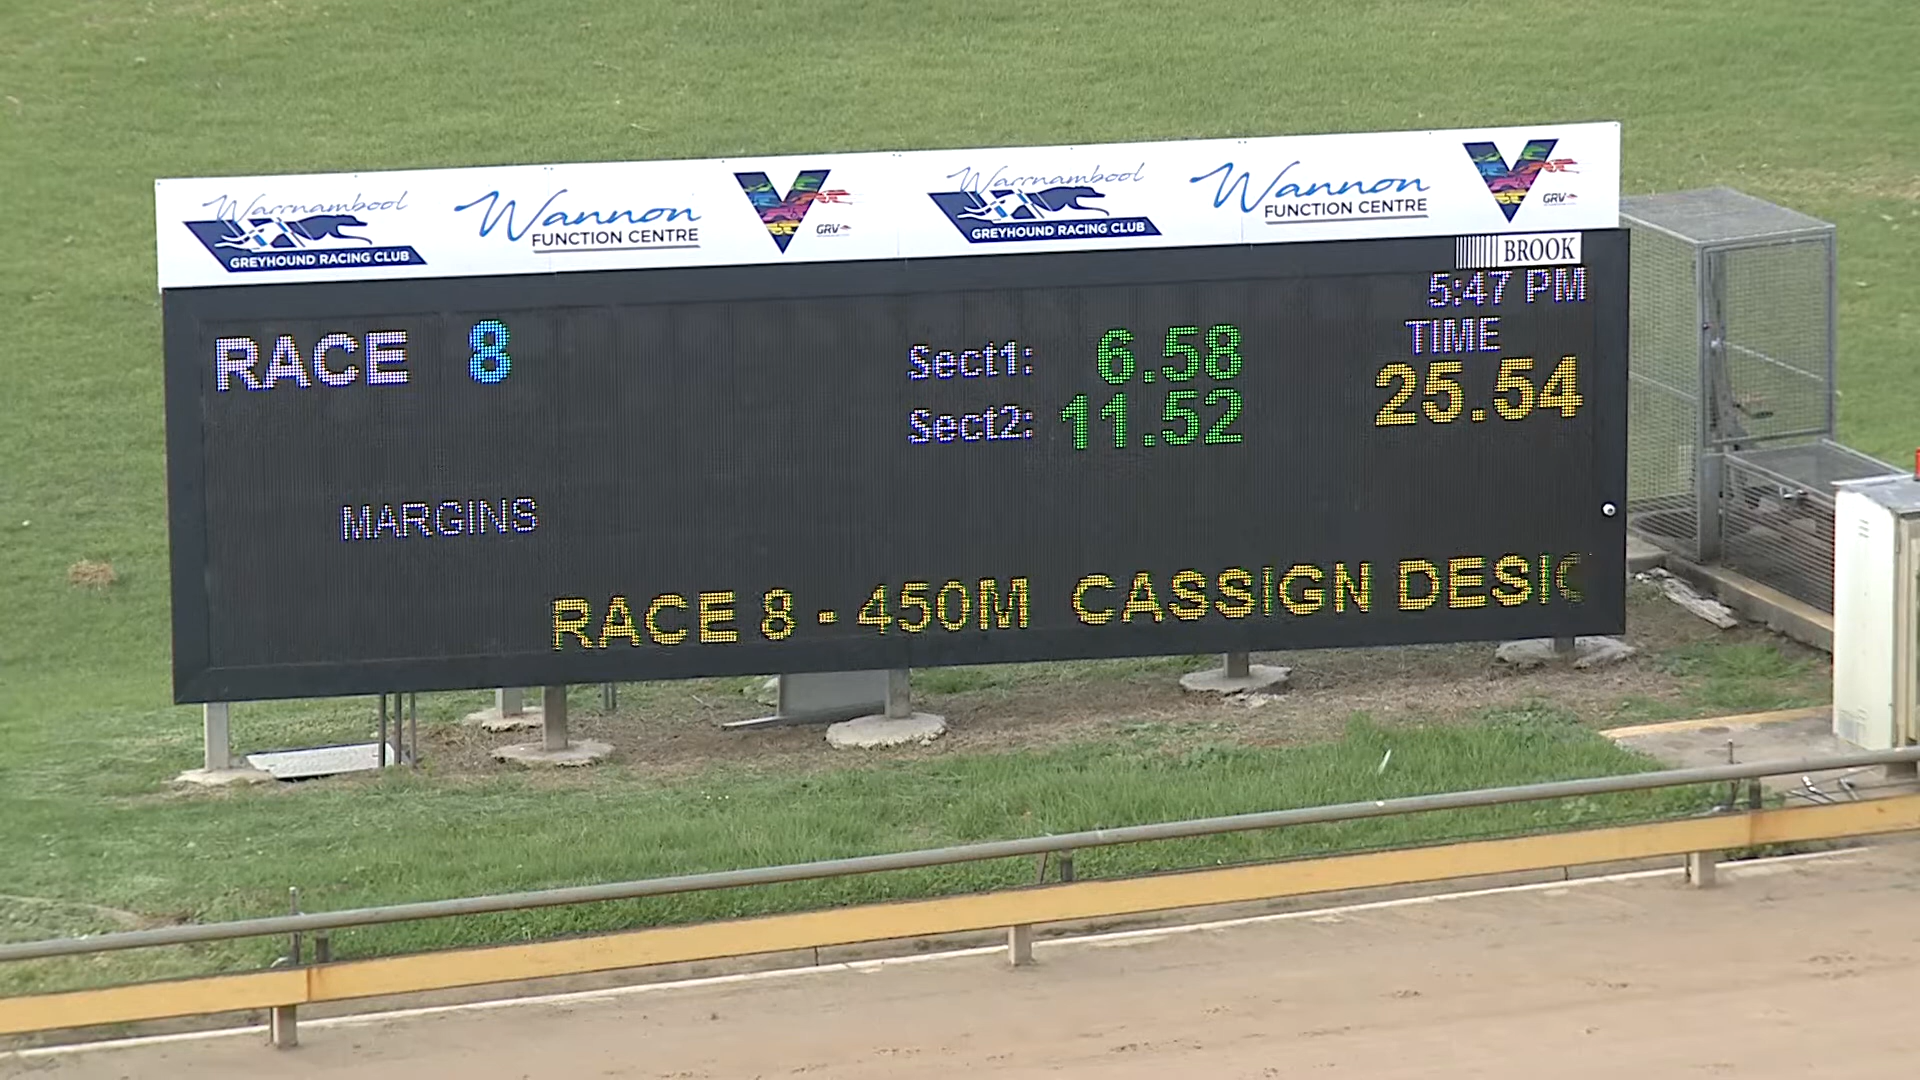 Warrnambool
GREYHOUND RACING CLUB
Wannon
FUNCTION CENTRE
GRV
Warrnambool
GREYHOUND RACING CLUB
Wannon
FUNCTION CENTRE
GRV
BROOK
5:47 PM
RACE 8
Sect1: 6.58
TIME
25.54
Sect2: 11.52
MARGINS
RACE 8 - 450M CASSIGN DESIG